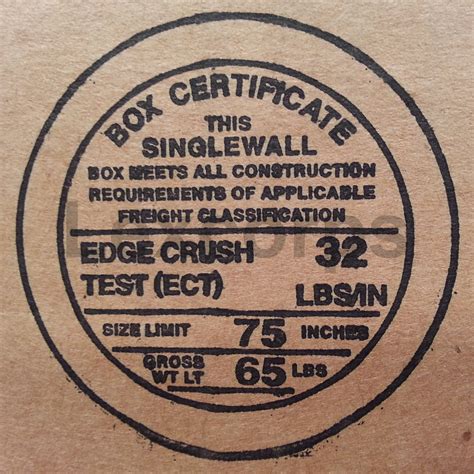 BOX CERTIFICATE
THIS
SINGLEWALL
BOX MEETS ALL CONSTRUCTION
REQUIREMENTS OF APPLICABLE
FREIGHT CLASSIFICATION
EDGE CRUSH 32
TEST (ECT) LBS/IN
SIZE LIMIT 75 INCHES
GROSS
WT LT 65 LBS